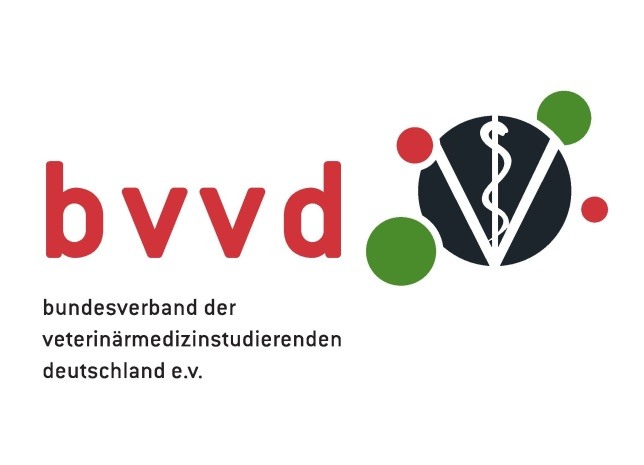 bvvd
bundesverband der
veterinärmedizinstudierenden
deutschland e.v.